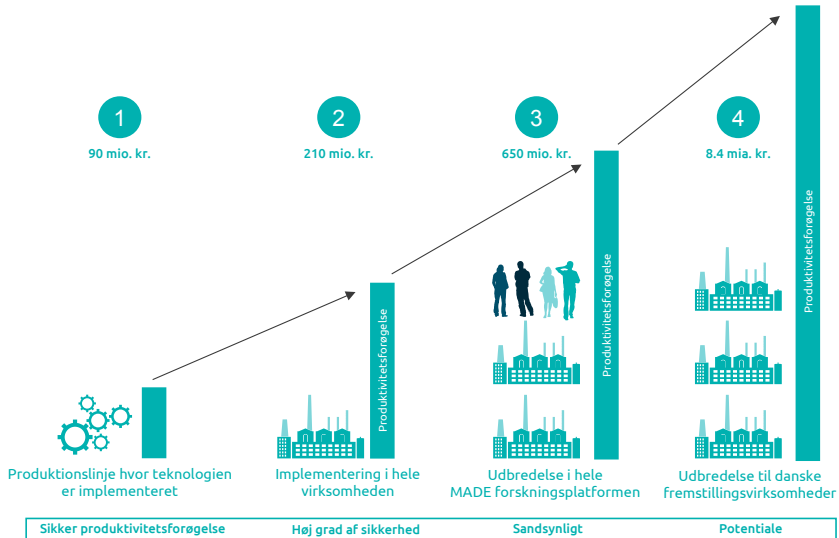 1
90 mio. kr.
Produktionslinje hvor teknologien
er implementeret
Sikker produktivitetsforøgelse
2
210 mio. kr.
Produktivitetsforøgelse
Implementering i hele
virksomheden
Høj grad af sikkerhed
3
650 mio. kr.
Produktivitetsforøgelse
Udbredelse i hele
MADE forskningsplatformen
Sandsynligt
4
8.4 mia. kr.
Produktivitetsforøgelse
Udbredelse til danske
fremstillingsvirksomheder
Potentiale